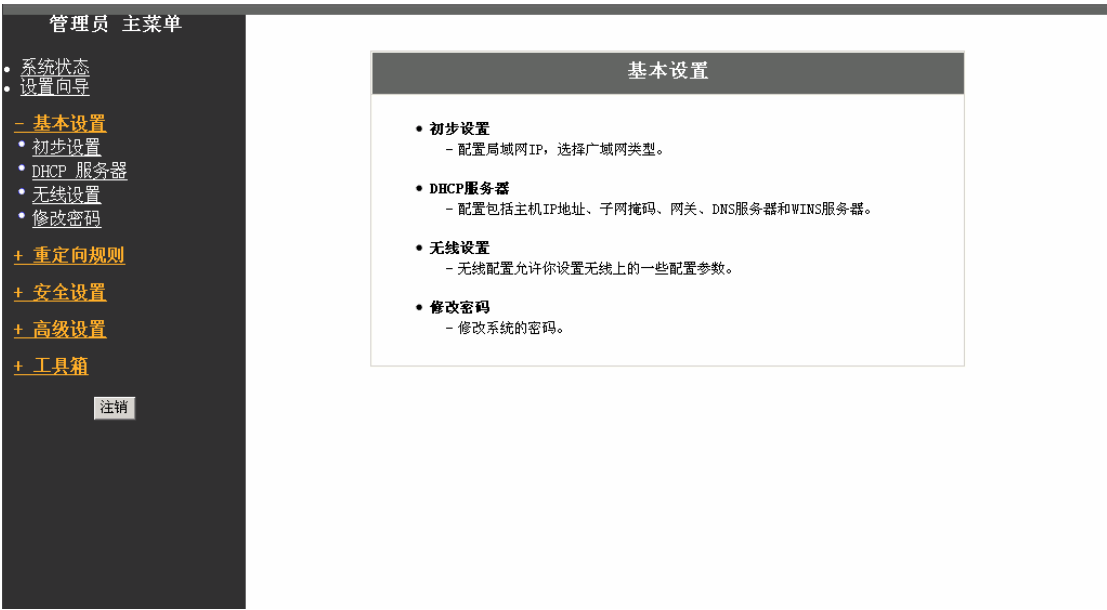 管理员 主菜单
• 系统状态
• 设置向导
- 基本设置
• 初步设置
• DHCP 服务器
• 无线设置
• 修改密码
+ 重定向规则
+ 安全设置
+ 高级设置
+ 工具箱
注销
基本设置
• 初步设置
- 配置局域网IP，选择广域网类型。
• DHCP服务器
- 配置包括主机IP地址、子网掩码、网关、DNS服务器和WINS服务器。
• 无线设置
- 无线配置允许你设置无线上的一些配置参数。
• 修改密码
- 修改系统的密码。